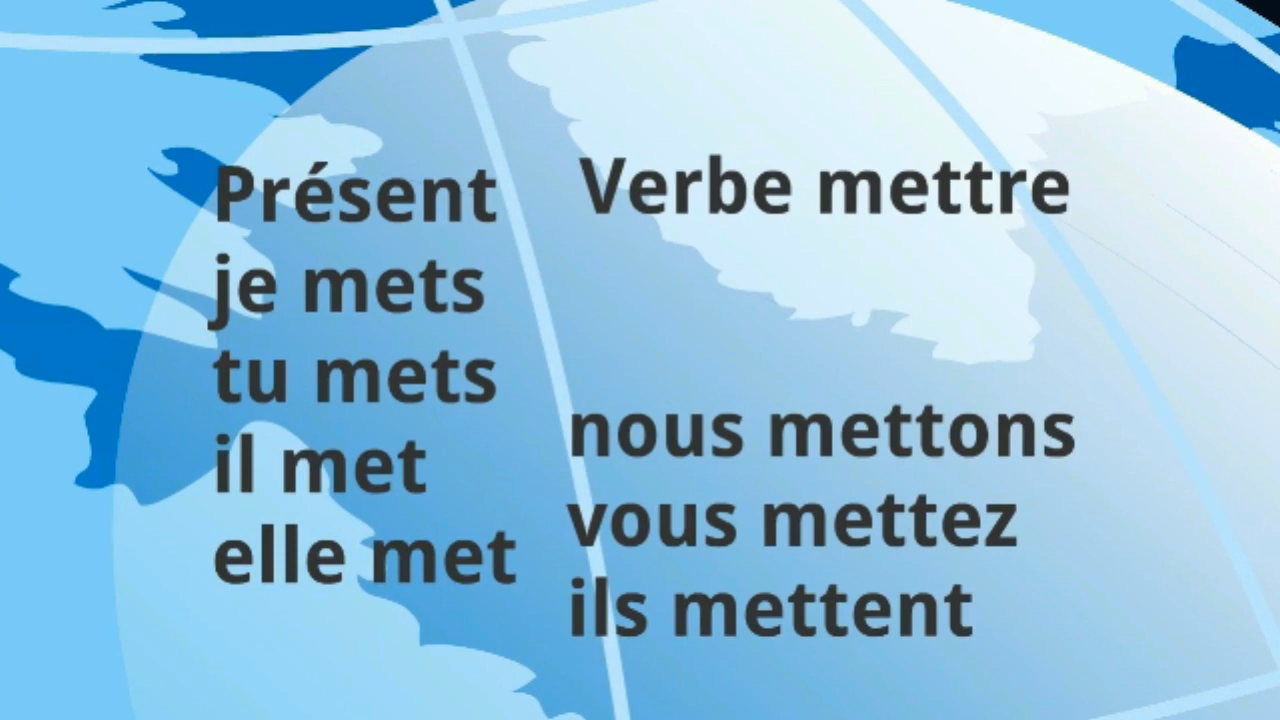 Présent
Verbe mettre
je mets
tu mets
il met
elle met
nous mettons
vous mettez
ils mettent